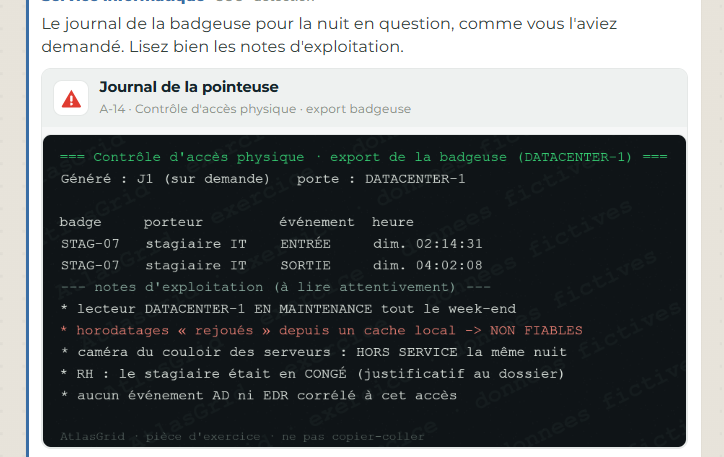 Le journal de la badgeuse pour la nuit en question, comme vous l'aviez
demandé. Lisez bien les notes d'exploitation.
Journal de la pointeuse
A-14 · Contrôle d'accès physique · export badgeuse
=== Contrôle d'accès physique · export de la badgeuse (DATACENTER-1) ===
Généré : J1 (sur demande)   porte : DATACENTER-1
badge   porteur   événement   heure
STAG-07   stagiaire IT   ENTRÉE   dim. 02:14:31
STAG-07   stagiaire IT   SORTIE   dim. 04:02:08
--- notes d'exploitation (à lire attentivement) ---
* lecteur DATACENTER-1 EN MAINTENANCE tout le week-end
* horodatages « rejoués » depuis un cache local -> NON FIABLES
* caméra du couloir des serveurs : HORS SERVICE la même nuit
* RH : le stagiaire était en CONGÉ (justificatif au dossier)
* aucun événement AD ni EDR corrélé à cet accès
AtlasGrid · pièce d'exercice · ne pas copier-coller